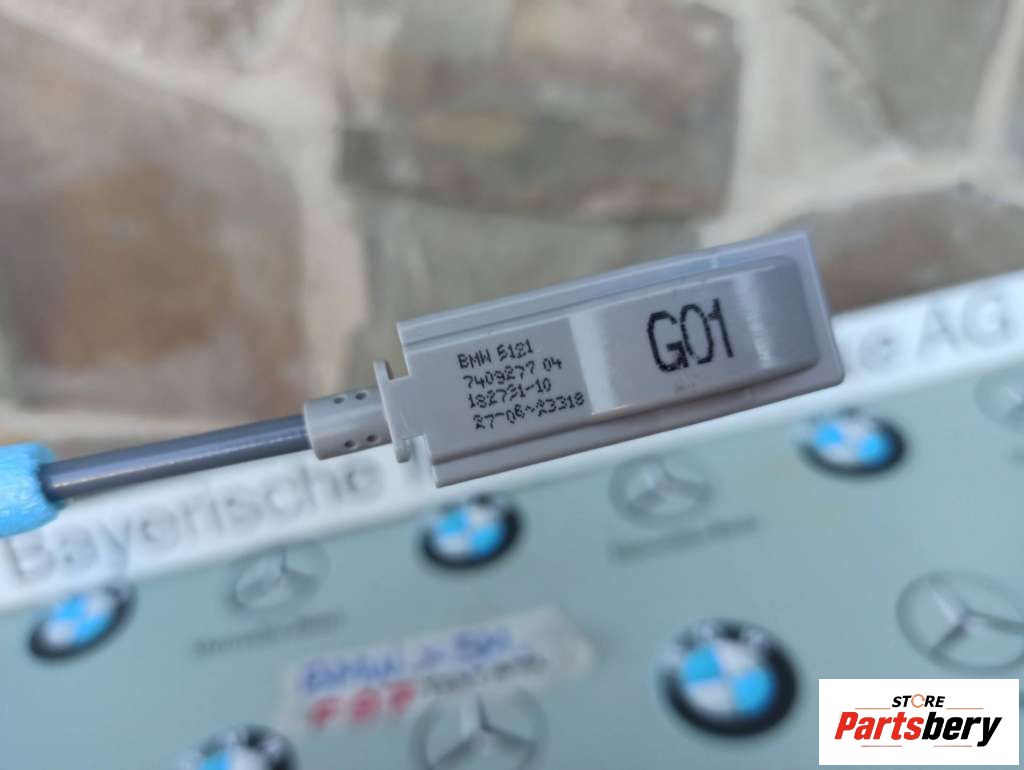 BMW 5121
7409277 04
182731-10
27-06-23318
G01
Bayerische
AG
STORE
Partsbery